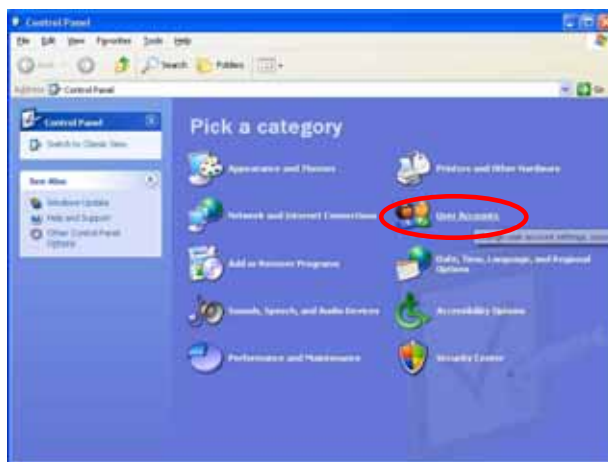 Control Panel
File Edit View Favorites Tools Help
Search Folders
Address Control Panel Go
Control Panel
Switch to Classic View
See Also
Windows Update
Help and Support
Other Control Panel
Options
Pick a category
Appearance and Themes
Printers and Other Hardware
Network and Internet Connections
User Accounts
Add or Remove Programs
Date, Time, Language, and Regional
Options
Sounds, Speech, and Audio Devices
Accessibility Options
Performance and Maintenance
Security Center